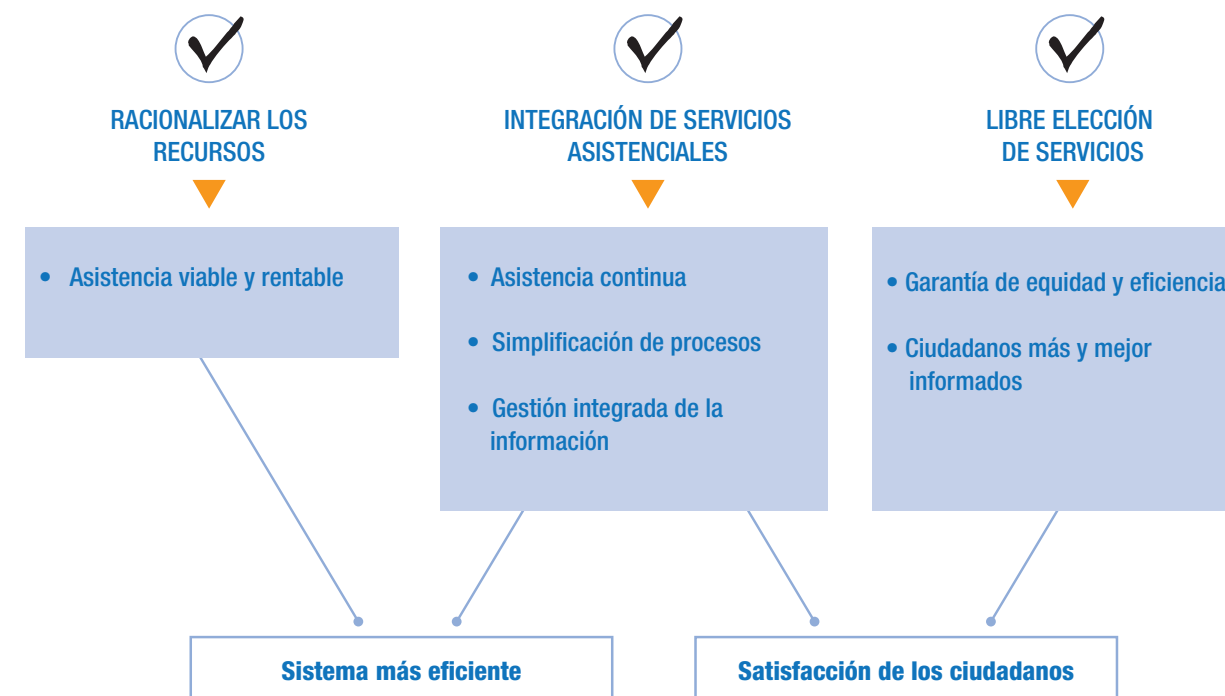 RACIONALIZAR LOS
RECURSOS
• Asistencia viable y rentable
INTEGRACIÓN DE SERVICIOS
ASISTENCIALES
• Asistencia continua
• Simplificación de procesos
• Gestión integrada de la
información
LIBRE ELECCIÓN
DE SERVICIOS
• Garantía de equidad y eficiencia
• Ciudadanos más y mejor
informados
Sistema más eficiente
Satisfacción de los ciudadanos